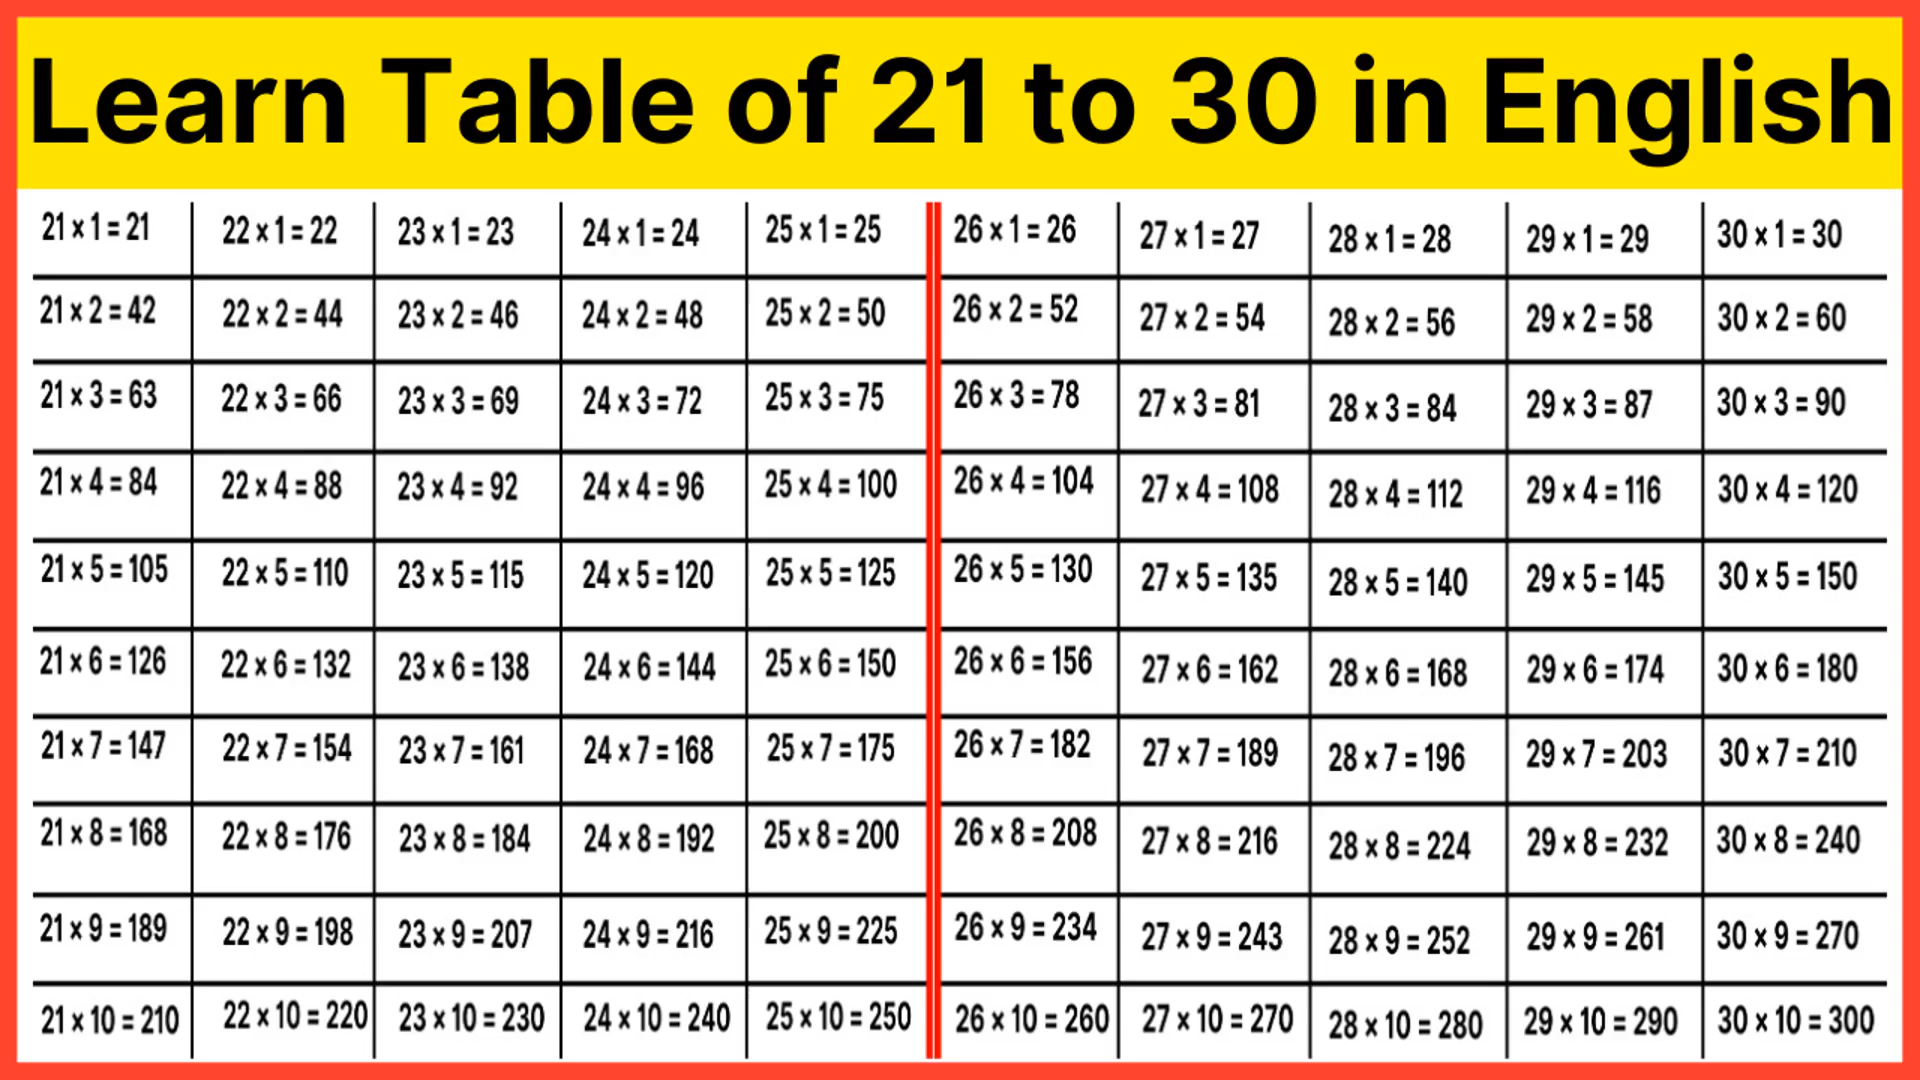 Learn Table of 21 to 30 in English
21 x 1 = 21 22 x 1 = 22 23 x 1 = 23 24 x 1 = 24 25 x 1 = 25 26 x 1 = 26 27 x 1 = 27 28 x 1 = 28 29 x 1 = 29 30 x 1 = 30
21 x 2 = 42 22 x 2 = 44 23 x 2 = 46 24 x 2 = 48 25 x 2 = 50 26 x 2 = 52 27 x 2 = 54 28 x 2 = 56 29 x 2 = 58 30 x 2 = 60
21 x 3 = 63 22 x 3 = 66 23 x 3 = 69 24 x 3 = 72 25 x 3 = 75 26 x 3 = 78 27 x 3 = 81 28 x 3 = 84 29 x 3 = 87 30 x 3 = 90
21 x 4 = 84 22 x 4 = 88 23 x 4 = 92 24 x 4 = 96 25 x 4 = 100 26 x 4 = 104 27 x 4 = 108 28 x 4 = 112 29 x 4 = 116 30 x 4 = 120
21 x 5 = 105 22 x 5 = 110 23 x 5 = 115 24 x 5 = 120 25 x 5 = 125 26 x 5 = 130 27 x 5 = 135 28 x 5 = 140 29 x 5 = 145 30 x 5 = 150
21 x 6 = 126 22 x 6 = 132 23 x 6 = 138 24 x 6 = 144 25 x 6 = 150 26 x 6 = 156 27 x 6 = 162 28 x 6 = 168 29 x 6 = 174 30 x 6 = 180
21 x 7 = 147 22 x 7 = 154 23 x 7 = 161 24 x 7 = 168 25 x 7 = 175 26 x 7 = 182 27 x 7 = 189 28 x 7 = 196 29 x 7 = 203 30 x 7 = 210
21 x 8 = 168 22 x 8 = 176 23 x 8 = 184 24 x 8 = 192 25 x 8 = 200 26 x 8 = 208 27 x 8 = 216 28 x 8 = 224 29 x 8 = 232 30 x 8 = 240
21 x 9 = 189 22 x 9 = 198 23 x 9 = 207 24 x 9 = 216 25 x 9 = 225 26 x 9 = 234 27 x 9 = 243 28 x 9 = 252 29 x 9 = 261 30 x 9 = 270
21 x 10 = 210 22 x 10 = 220 23 x 10 = 230 24 x 10 = 240 25 x 10 = 250 26 x 10 = 260 27 x 10 = 270 28 x 10 = 280 29 x 10 = 290 30 x 10 = 300